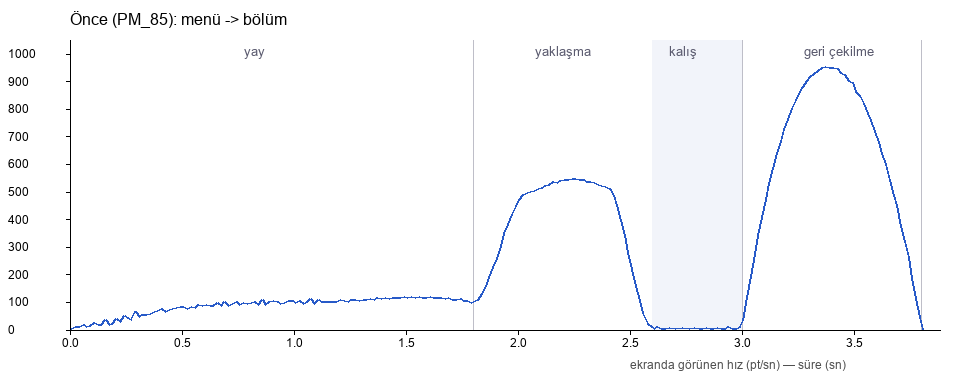 Önce (PM_85): menü -> bölüm
yay
yaklaşma
kalış
geri çekilme
1000
900
800
700
600
500
400
300
200
100
0
0.0 0.5 1.0 1.5 2.0 2.5 3.0 3.5
ekranda görünen hız (pt/sn) — süre (sn)